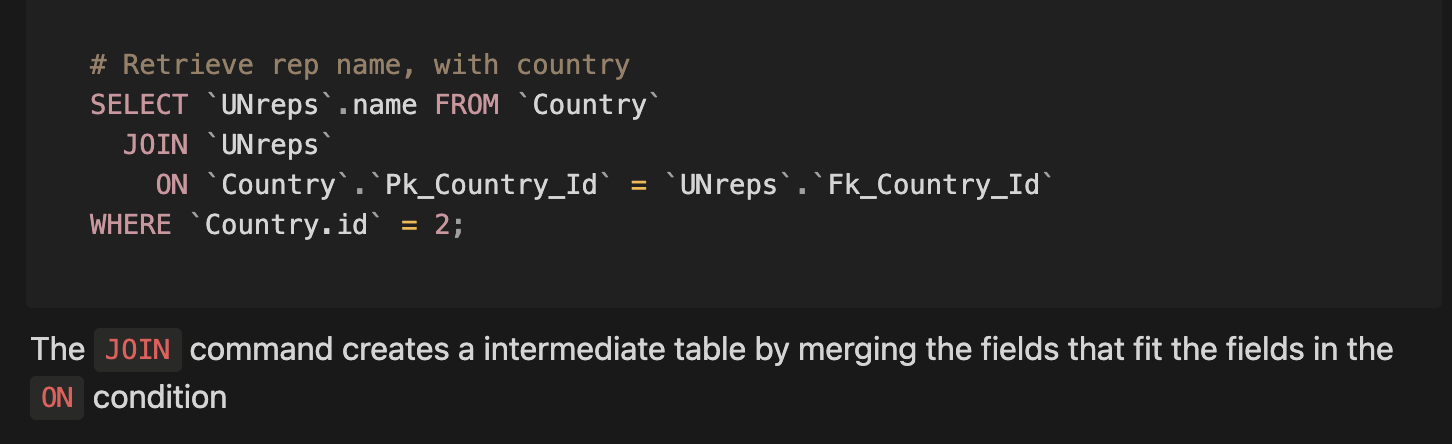 # Retrieve rep name, with country
SELECT `UNreps`.name FROM `Country`
  JOIN `UNreps`
    ON `Country`.`Pk_Country_Id` = `UNreps`.`Fk_Country_Id`
WHERE `Country.id` = 2;
The JOIN command creates a intermediate table by merging the fields that fit the fields in the
ON condition